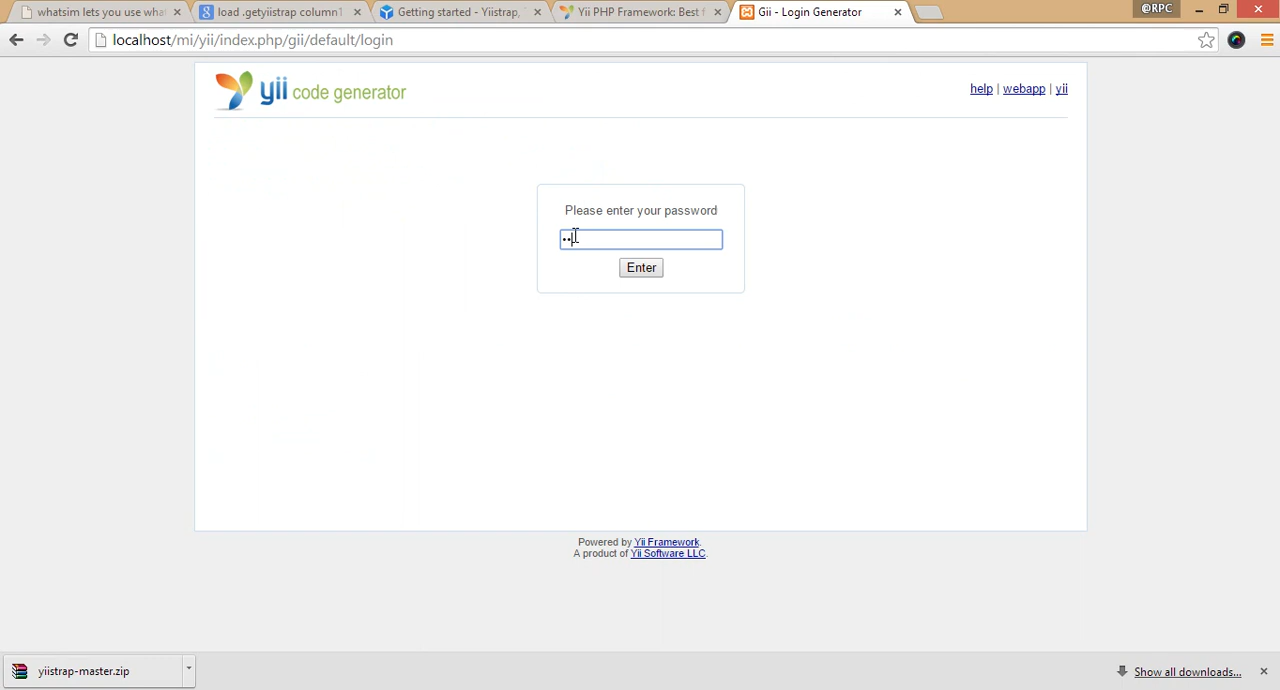 whatsim lets you use wha
load .getyiistrap column
Getting started - Yiistrap,
Yii PHP Framework: Best f
Gii - Login Generator
@RPC
localhost/mi/yii/index.php/gii/default/login
yii code generator
help | webapp | yii
Please enter your password
••
Enter
Powered by Yii Framework.
A product of Yii Software LLC.
yiistrap-master.zip
Show all downloads...